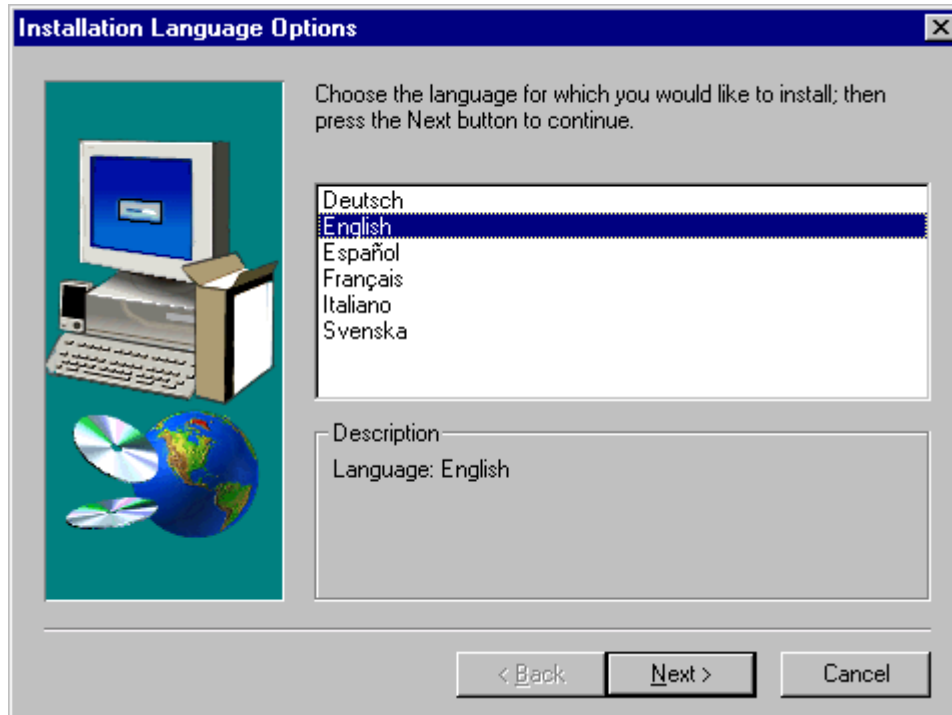 Installation Language Options
Choose the language for which you would like to install; then
press the Next button to continue.
Deutsch
English
Español
Français
Italiano
Svenska
Description
Language: English
< Back
Next >
Cancel